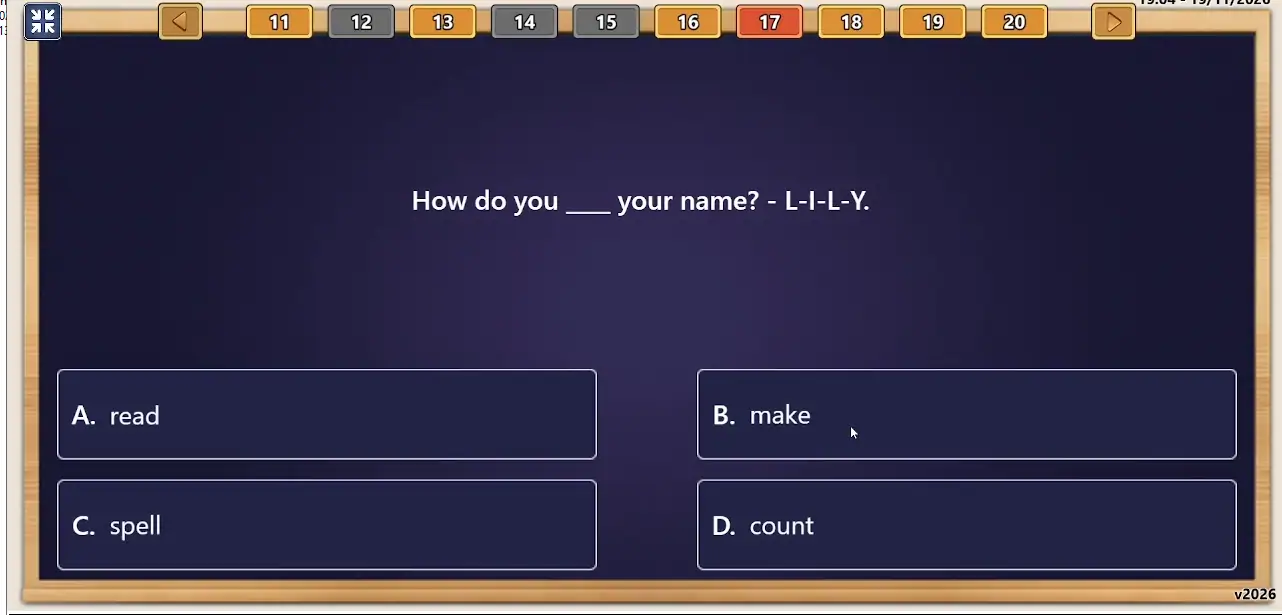 11 12 13 14 15 16 17 18 19 20
How do you ____ your name? - L-I-L-Y.
A. read
B. make
C. spell
D. count
v2026